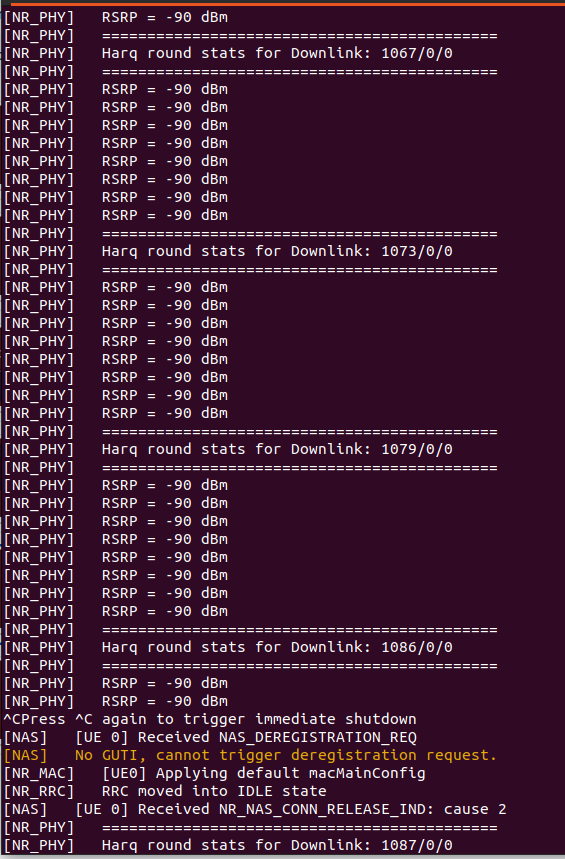 [NR_PHY]   RSRP = -90 dBm
[NR_PHY]   ============================================
[NR_PHY]   Harq round stats for Downlink: 1067/0/0
[NR_PHY]   ============================================
[NR_PHY]   RSRP = -90 dBm
[NR_PHY]   RSRP = -90 dBm
[NR_PHY]   RSRP = -90 dBm
[NR_PHY]   RSRP = -90 dBm
[NR_PHY]   RSRP = -90 dBm
[NR_PHY]   RSRP = -90 dBm
[NR_PHY]   RSRP = -90 dBm
[NR_PHY]   RSRP = -90 dBm
[NR_PHY]   ============================================
[NR_PHY]   Harq round stats for Downlink: 1073/0/0
[NR_PHY]   ============================================
[NR_PHY]   RSRP = -90 dBm
[NR_PHY]   RSRP = -90 dBm
[NR_PHY]   RSRP = -90 dBm
[NR_PHY]   RSRP = -90 dBm
[NR_PHY]   RSRP = -90 dBm
[NR_PHY]   RSRP = -90 dBm
[NR_PHY]   RSRP = -90 dBm
[NR_PHY]   RSRP = -90 dBm
[NR_PHY]   ============================================
[NR_PHY]   Harq round stats for Downlink: 1079/0/0
[NR_PHY]   ============================================
[NR_PHY]   RSRP = -90 dBm
[NR_PHY]   RSRP = -90 dBm
[NR_PHY]   RSRP = -90 dBm
[NR_PHY]   RSRP = -90 dBm
[NR_PHY]   RSRP = -90 dBm
[NR_PHY]   RSRP = -90 dBm
[NR_PHY]   RSRP = -90 dBm
[NR_PHY]   RSRP = -90 dBm
[NR_PHY]   ============================================
[NR_PHY]   Harq round stats for Downlink: 1086/0/0
[NR_PHY]   ============================================
[NR_PHY]   RSRP = -90 dBm
[NR_PHY]   RSRP = -90 dBm
^CPress ^C again to trigger immediate shutdown
[NAS]   [UE 0] Received NAS_DEREGISTRATION_REQ
[NAS]   No GUTI, cannot trigger deregistration request.
[NR_MAC]   [UE0] Applying default macMainConfig
[NR_RRC]   RRC moved into IDLE state
[NAS]   [UE 0] Received NR_NAS_CONN_RELEASE_IND: cause 2
[NR_PHY]   ============================================
[NR_PHY]   Harq round stats for Downlink: 1087/0/0